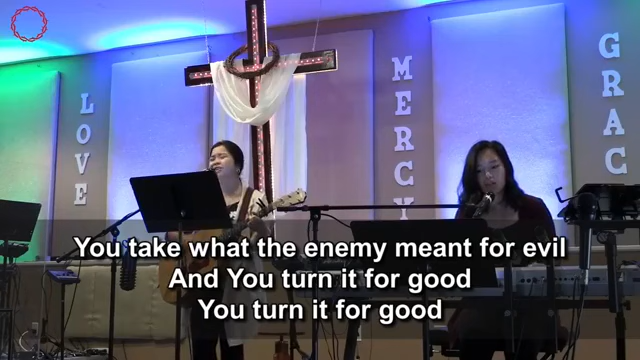 LOVE
MERCY
GRAC
You take what the enemy meant for evil
And You turn it for good
You turn it for good